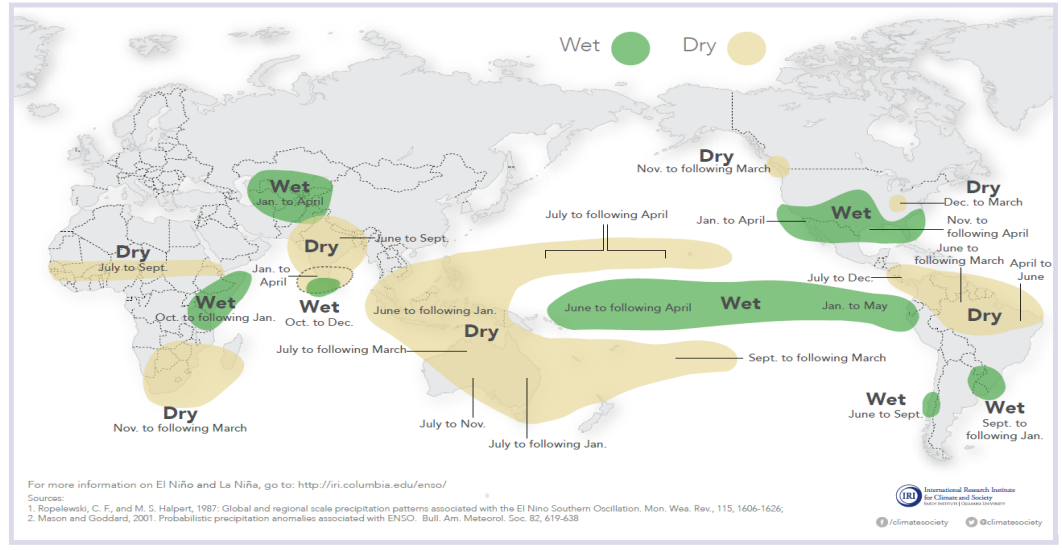 Wet
Dry
Dry
Nov. to following March
Wet
Jan. to April
Dry
Dec. to March
July to following April
Jan. to April
Wet
Nov. to
following April
Dry
June to Sept.
Dry
July to Sept.
Jan. to
April
June to
following March
April to
June
July to Dec.
Wet
Oct. to following Jan.
Wet
Oct. to Dec.
June to following Jan.
June to following April
Wet
Jan. to May
Dry
Dry
July to following March
Sept. to following March
Dry
Nov. to following March
Wet
June to Sept.
Wet
Sept. to
following Jan.
July to Nov.
July to following Jan.
For more information on El Niño and La Niña, go to: http://iri.columbia.edu/enso/
Sources:
1. Ropelewski, C. F., and M. S. Halpert, 1987: Global and regional scale precipitation patterns associated with the El Nino Southern Oscillation. Mon. Wea. Rev., 115, 1606-1626;
2. Mason and Goddard, 2001. Probabilistic precipitation anomalies associated with ENSO. Bull. Am. Meteorol. Soc. 82, 619-638
IRI
International Research Institute
for Climate and Society
EARTH INSTITUTE | COLUMBIA UNIVERSITY
/climatesociety
@climatesociety